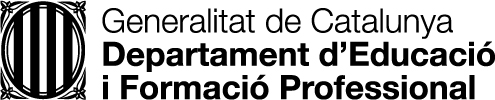 Generalitat de Catalunya
Departament d’Educació
i Formació Professional